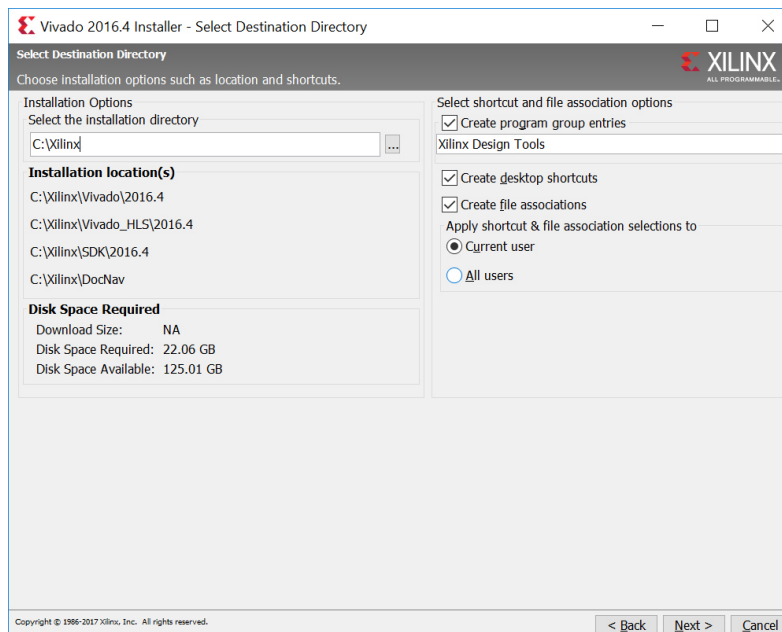 Vivado 2016.4 Installer - Select Destination Directory
Select Destination Directory
Choose installation options such as location and shortcuts.
XILINX
ALL PROGRAMMABLE.
Installation Options
Select the installation directory
C:\Xilinx
...
Installation location(s)
C:\Xilinx\Vivado\2016.4
C:\Xilinx\Vivado_HLS\2016.4
C:\Xilinx\SDK\2016.4
C:\Xilinx\DocNav
Disk Space Required
Download Size: NA
Disk Space Required: 22.06 GB
Disk Space Available: 125.01 GB
Select shortcut and file association options
Create program group entries
Xilinx Design Tools
Create desktop shortcuts
Create file associations
Apply shortcut & file association selections to
Current user
All users
Copyright © 1986-2017 Xilinx, Inc. All rights reserved.
< Back Next > Cancel